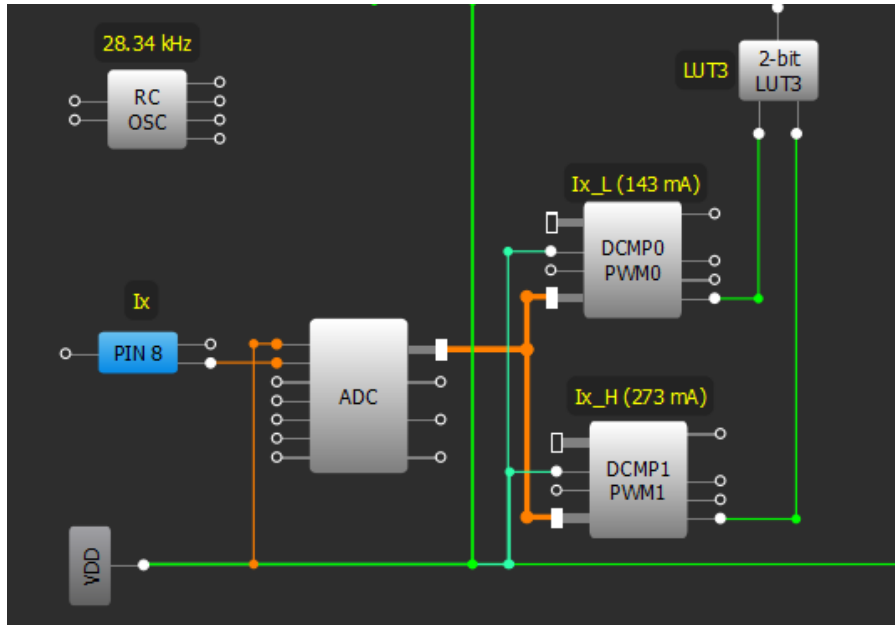 28.34 kHz
RC
OSC
LUT3
2-bit
LUT3
Ix_L (143 mA)
DCMP0
PWM0
Ix
PIN 8
ADC
Ix_H (273 mA)
DCMP1
PWM1
VDD